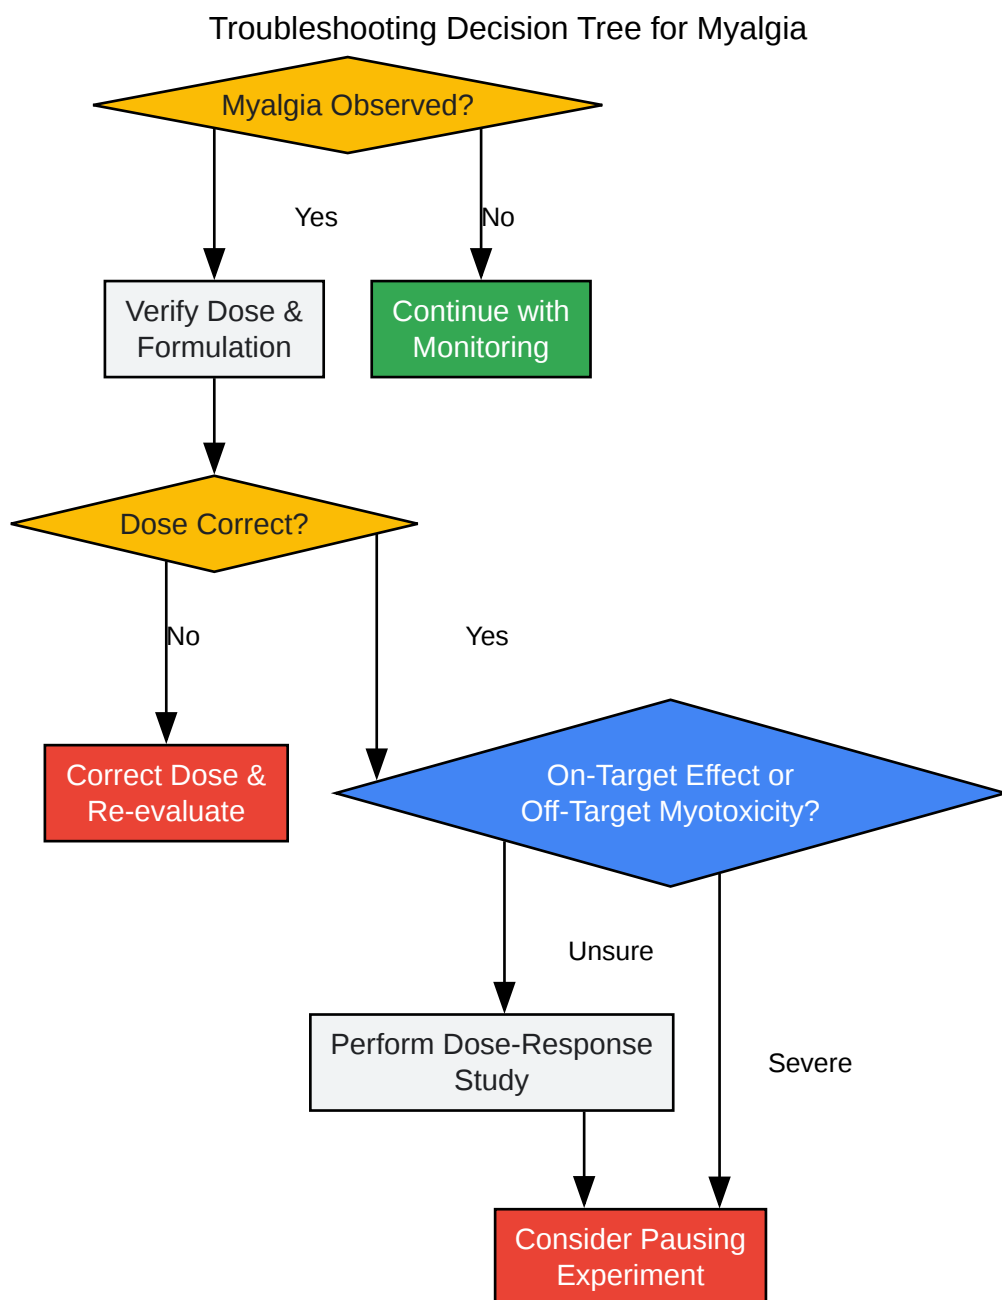 Troubleshooting Decision Tree for Myalgia
Myalgia Observed?
Yes
No
Verify Dose &
Formulation
Continue with
Monitoring
Dose Correct?
No
Yes
Correct Dose &
Re-evaluate
On-Target Effect or
Off-Target Myotoxicity?
Unsure
Perform Dose-Response
Study
Severe
Consider Pausing
Experiment